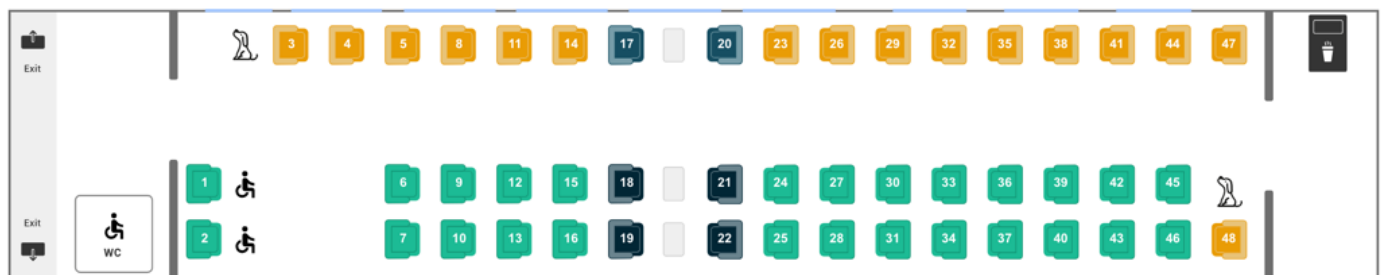 3 4 5 8 11 14 17 20 23 26 29 32 35 38 41 44 47
Exit
1 6 9 12 15 18 21 24 27 30 33 36 39 42 45
Exit
2 7 10 13 16 19 22 25 28 31 34 37 40 43 46 48
WC